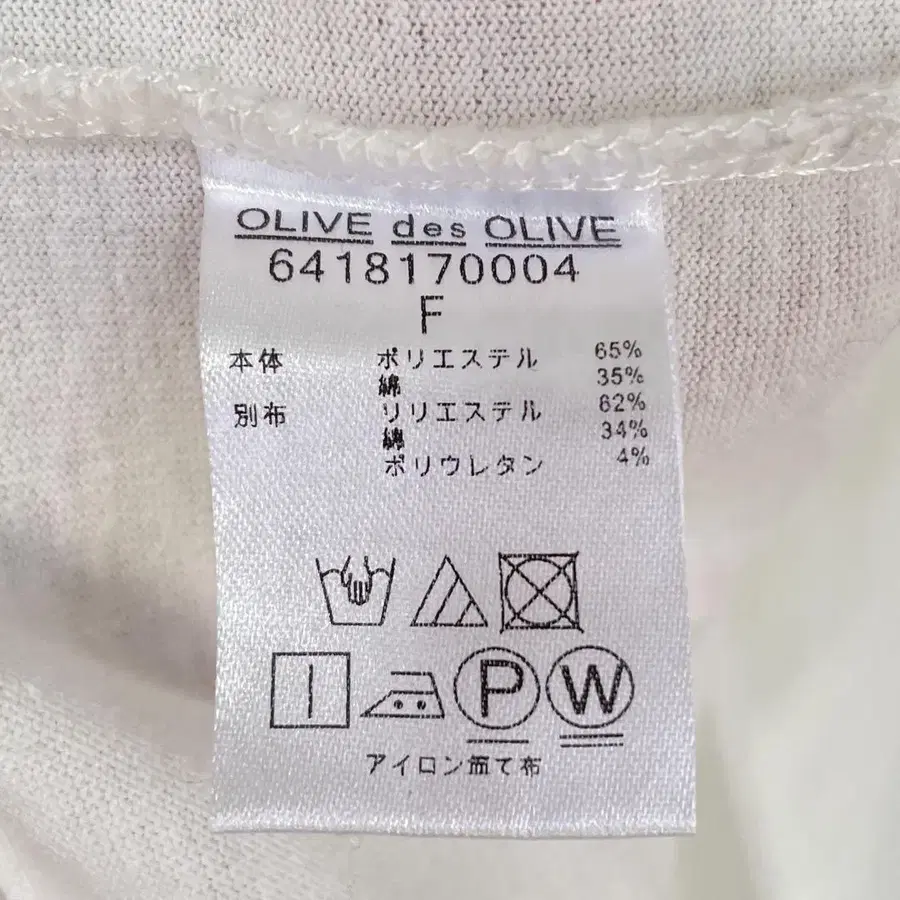 OLIVE des OLIVE
6418170004
F
本体 ポリエステル 65%
綿 35%
別布 リリエステル 62%
綿 34%
ポリウレタン 4%
P W
アイロン當て布